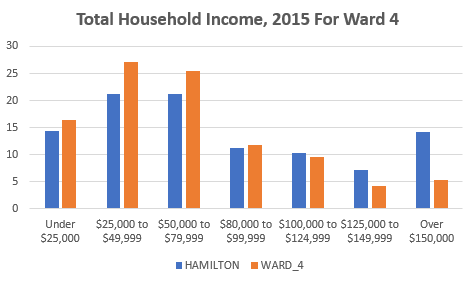 Total Household Income, 2015 For Ward 4
30
25
20
15
10
5
0
Under $25,000
$25,000 to $49,999
$50,000 to $79,999
$80,000 to $99,999
$100,000 to $124,999
$125,000 to $149,999
Over $150,000
HAMILTON
WARD_4